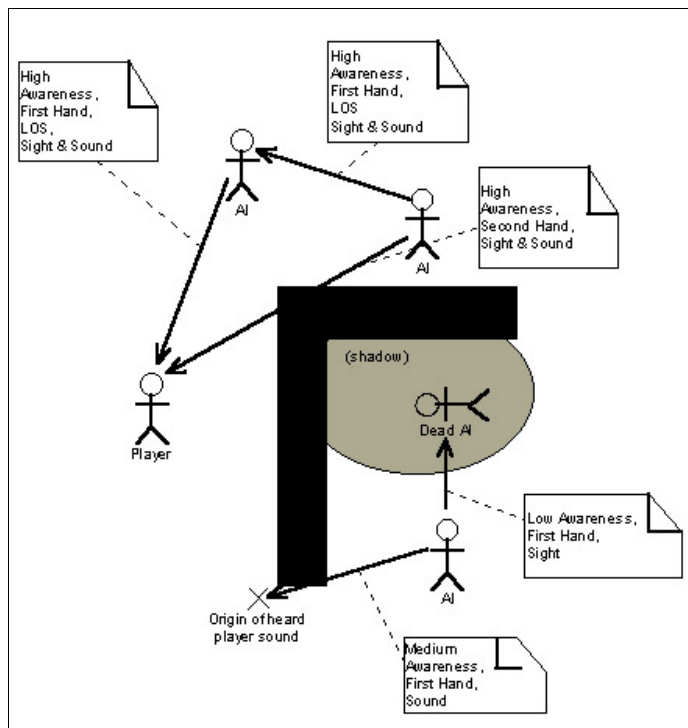 High
Awareness,
First Hand,
LOS,
Sight & Sound
High
Awareness,
First Hand,
LOS
Sight & Sound
AI
High
Awareness,
Second Hand,
Sight & Sound
AI
(shadow)
Dead AI
Player
Low Awareness,
First Hand,
Sight
AI
Origin of heard
player sound
Medium
Awareness,
First Hand,
Sound